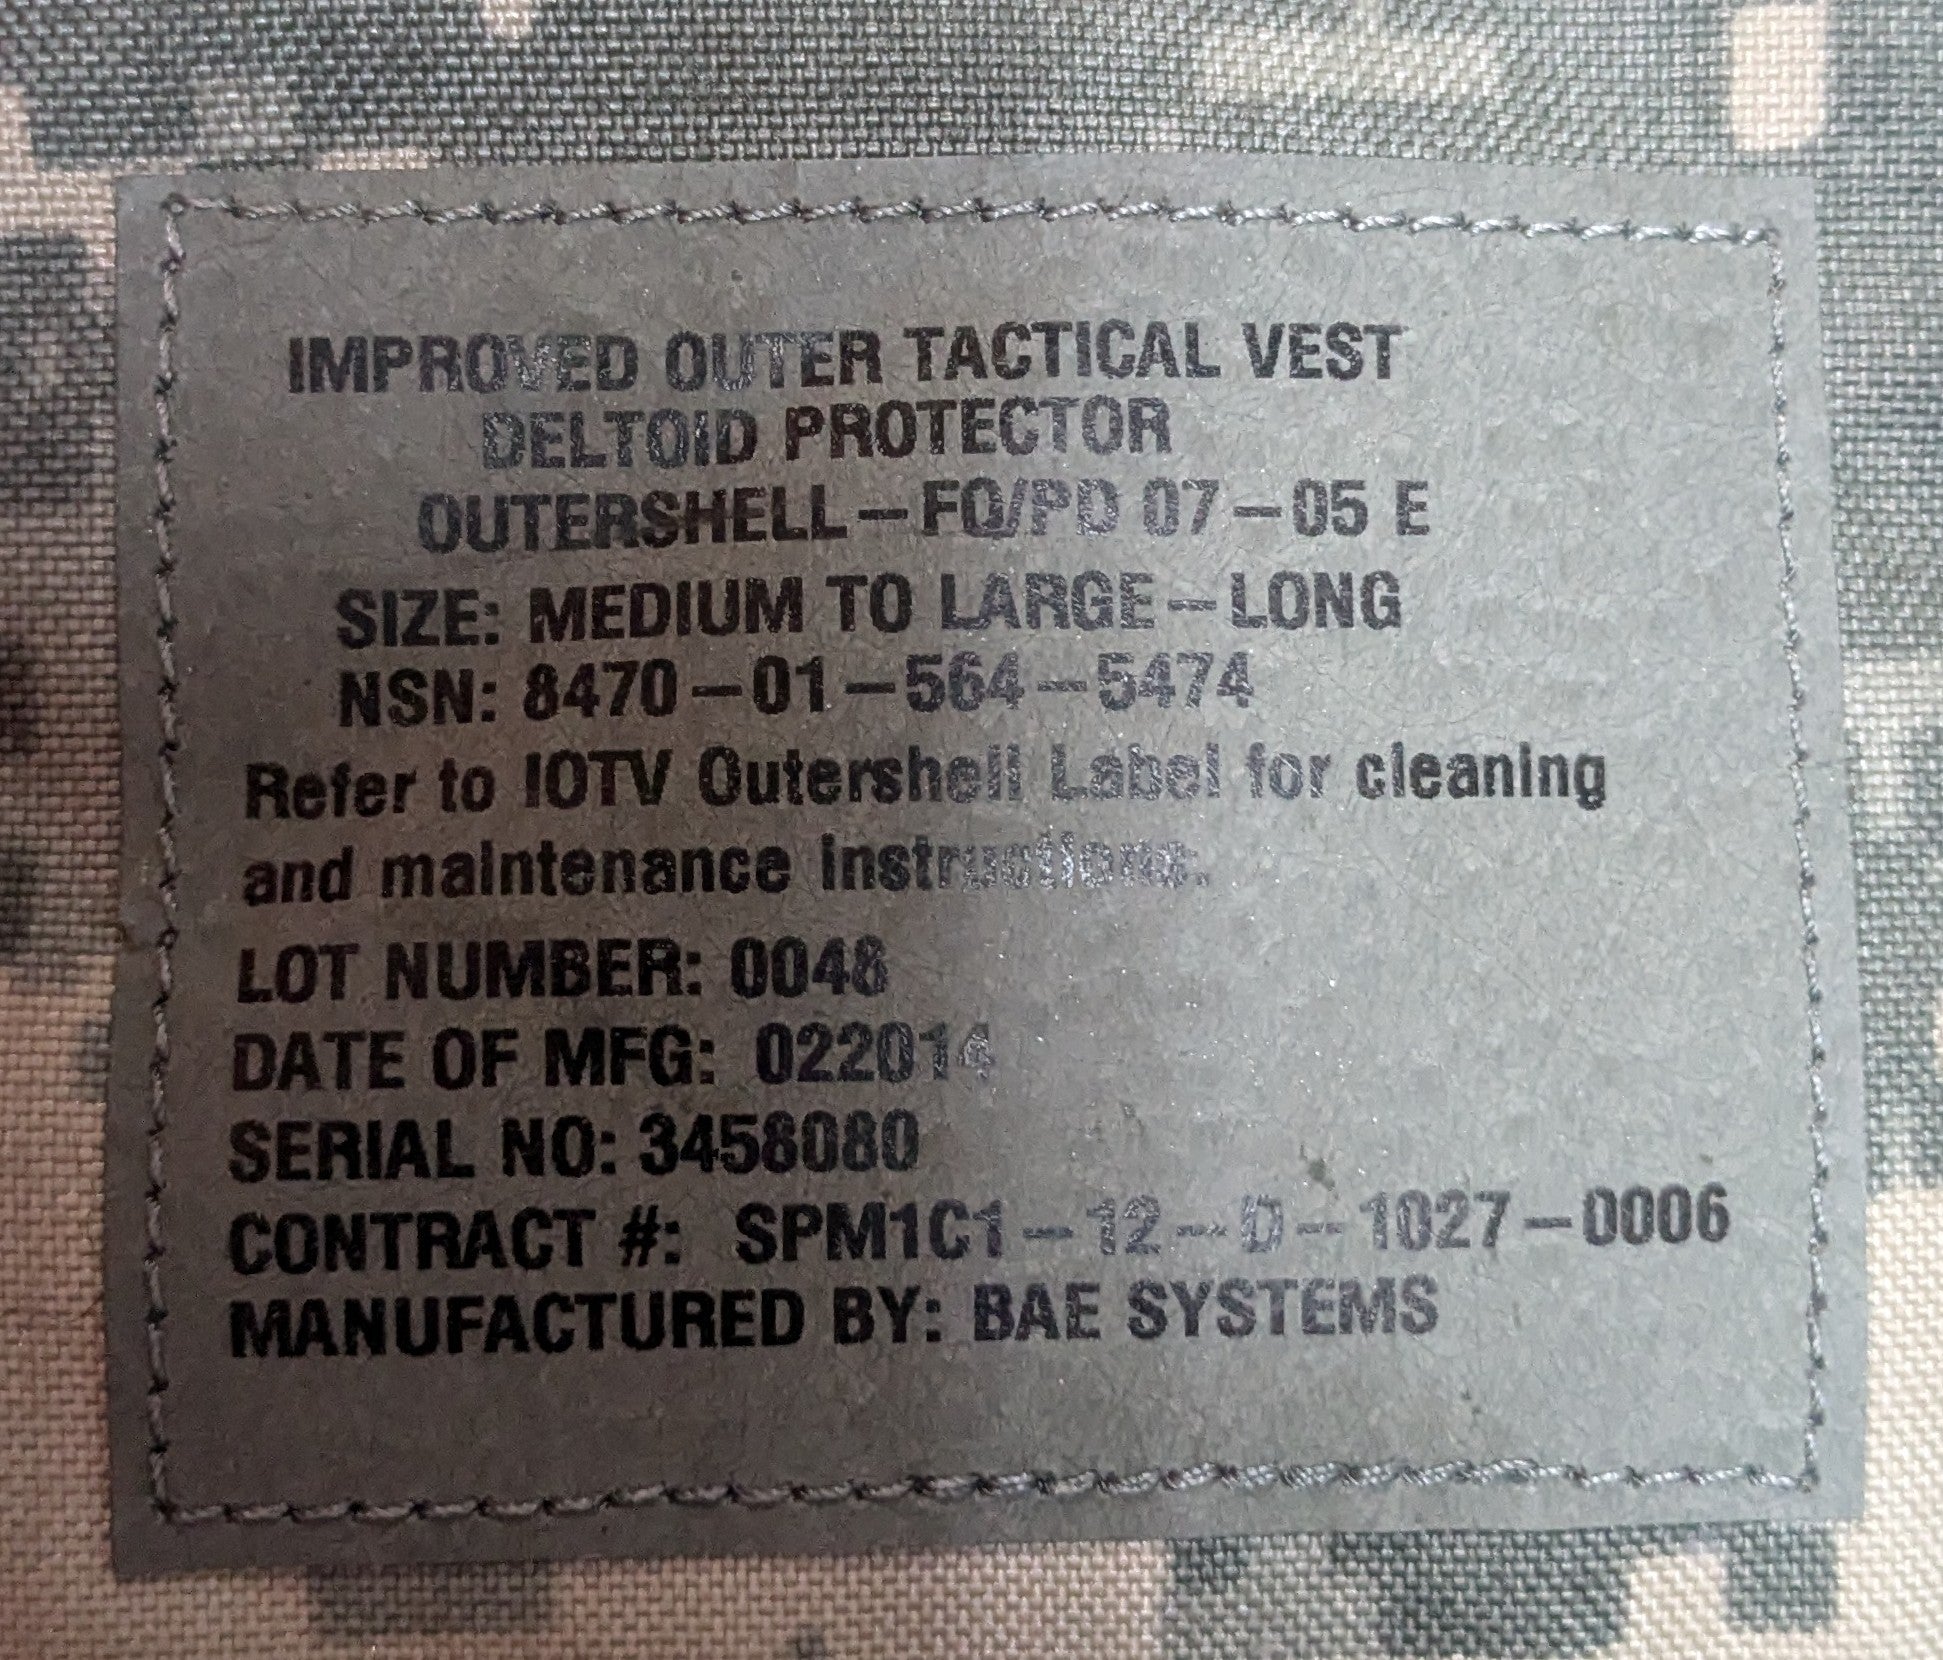 IMPROVED OUTER TACTICAL VEST
DELTOID PROTECTOR
OUTERSHELL-FQ/PD 07-05 E
SIZE: MEDIUM TO LARGE-LONG
NSN: 8470-01-564-5474
Refer to IOTV Outershell Label for cleaning
and maintenance instructions.
LOT NUMBER: 0048
DATE OF MFG: 022014
SERIAL NO: 3458080
CONTRACT #: SPM1C1-12-D-1027-0006
MANUFACTURED BY: BAE SYSTEMS